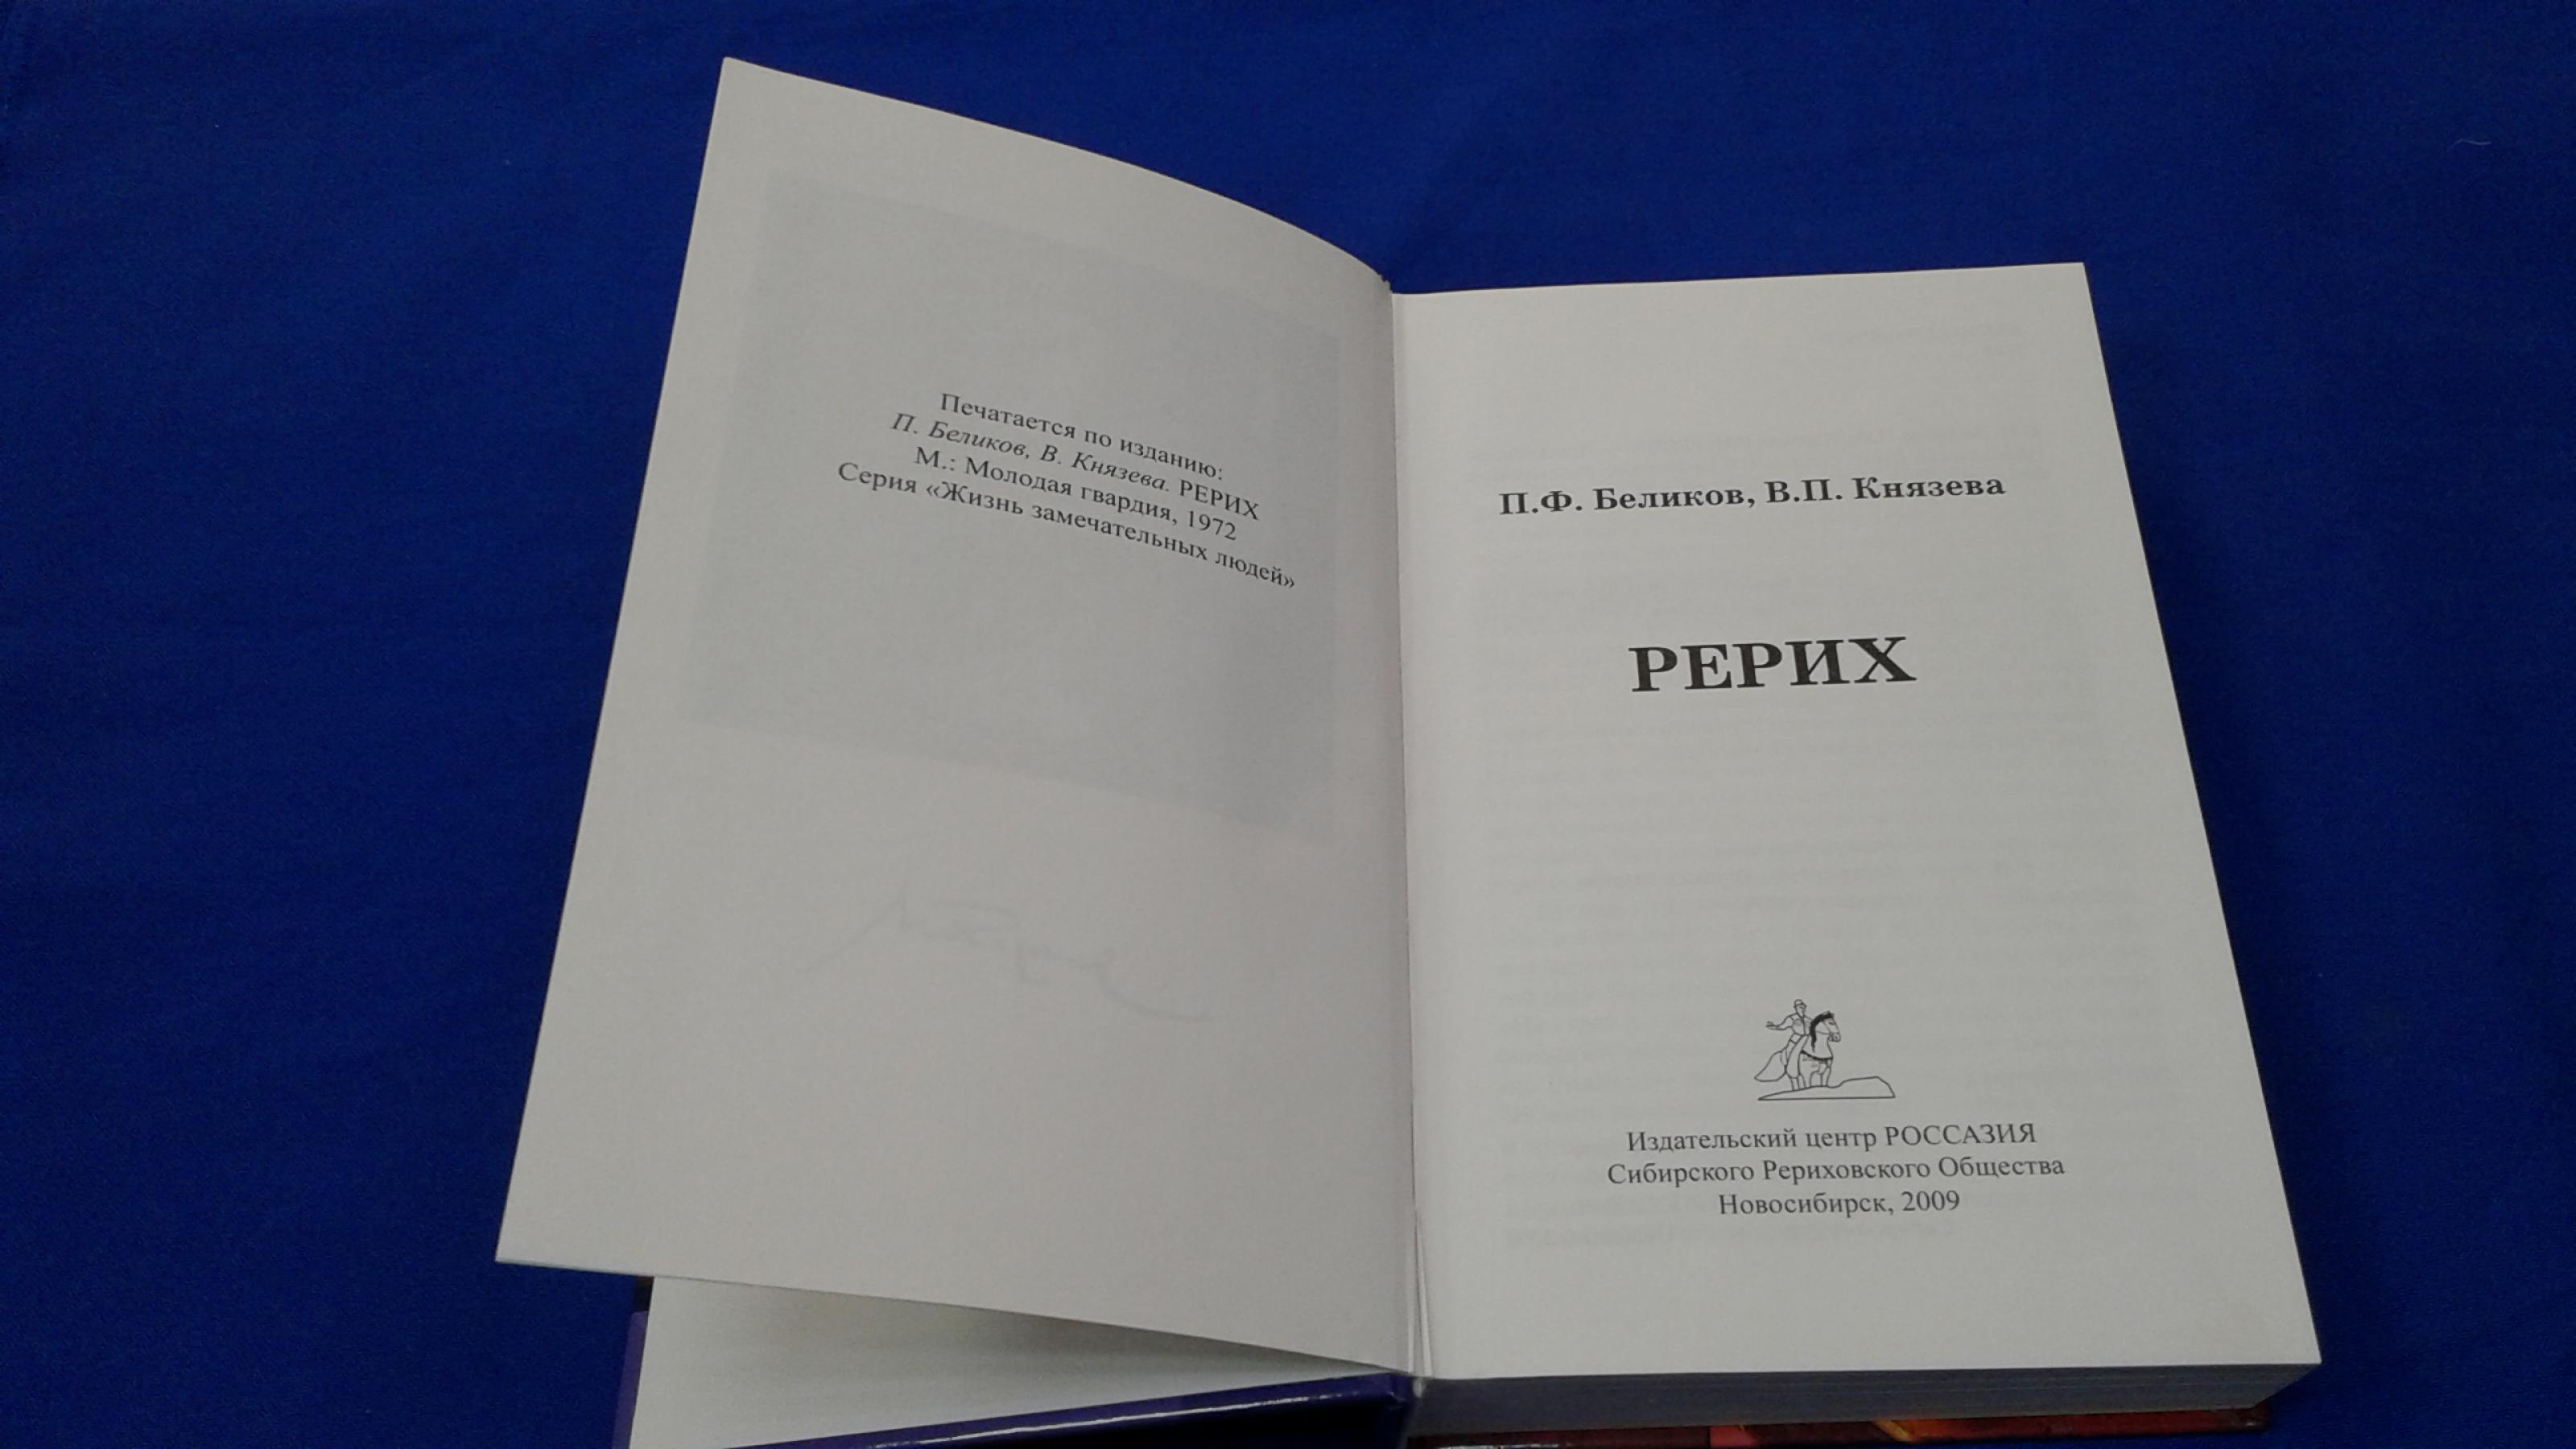 Печатается по изданию:
П. Беликов, В. Князева. РЕРИХ
М.: Молодая гвардия, 1972
Серия «Жизнь замечательных людей»
П.Ф. Беликов, В.П. Князева
РЕРИХ
Издательский центр РОССАЗИЯ
Сибирского Рериховского Общества
Новосибирск, 2009